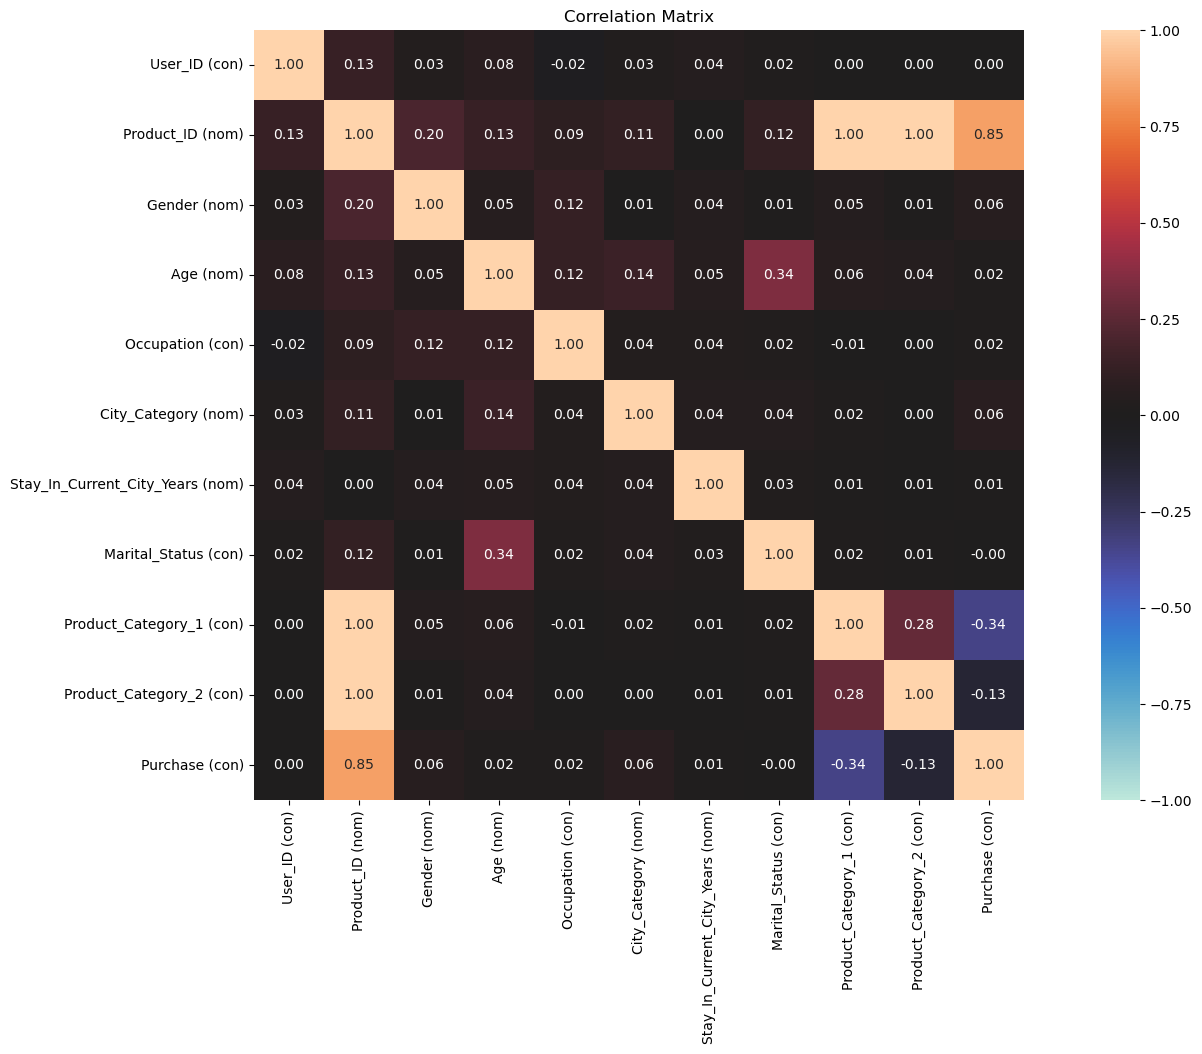 Correlation Matrix
User_ID (con) 1.00 0.13 0.03 0.08 -0.02 0.03 0.04 0.02 0.00 0.00 0.00
Product_ID (nom) 0.13 1.00 0.20 0.13 0.09 0.11 0.00 0.12 1.00 1.00 0.85
Gender (nom) 0.03 0.20 1.00 0.05 0.12 0.01 0.04 0.01 0.05 0.01 0.06
Age (nom) 0.08 0.13 0.05 1.00 0.12 0.14 0.05 0.34 0.06 0.04 0.02
Occupation (con) -0.02 0.09 0.12 0.12 1.00 0.04 0.04 0.02 -0.01 0.00 0.02
City_Category (nom) 0.03 0.11 0.01 0.14 0.04 1.00 0.04 0.04 0.02 0.00 0.06
Stay_In_Current_City_Years (nom) 0.04 0.00 0.04 0.05 0.04 0.04 1.00 0.03 0.01 0.01 0.01
Marital_Status (con) 0.02 0.12 0.01 0.34 0.02 0.04 0.03 1.00 0.02 0.01 -0.00
Product_Category_1 (con) 0.00 1.00 0.05 0.06 -0.01 0.02 0.01 0.02 1.00 0.28 -0.34
Product_Category_2 (con) 0.00 1.00 0.01 0.04 0.00 0.00 0.01 0.01 0.28 1.00 -0.13
Purchase (con) 0.00 0.85 0.06 0.02 0.02 0.06 0.01 -0.00 -0.34 -0.13 1.00
User_ID (con)
Product_ID (nom)
Gender (nom)
Age (nom)
Occupation (con)
City_Category (nom)
Stay_In_Current_City_Years (nom)
Marital_Status (con)
Product_Category_1 (con)
Product_Category_2 (con)
Purchase (con)
1.00
0.75
0.50
0.25
0.00
−0.25
−0.50
−0.75
−1.00